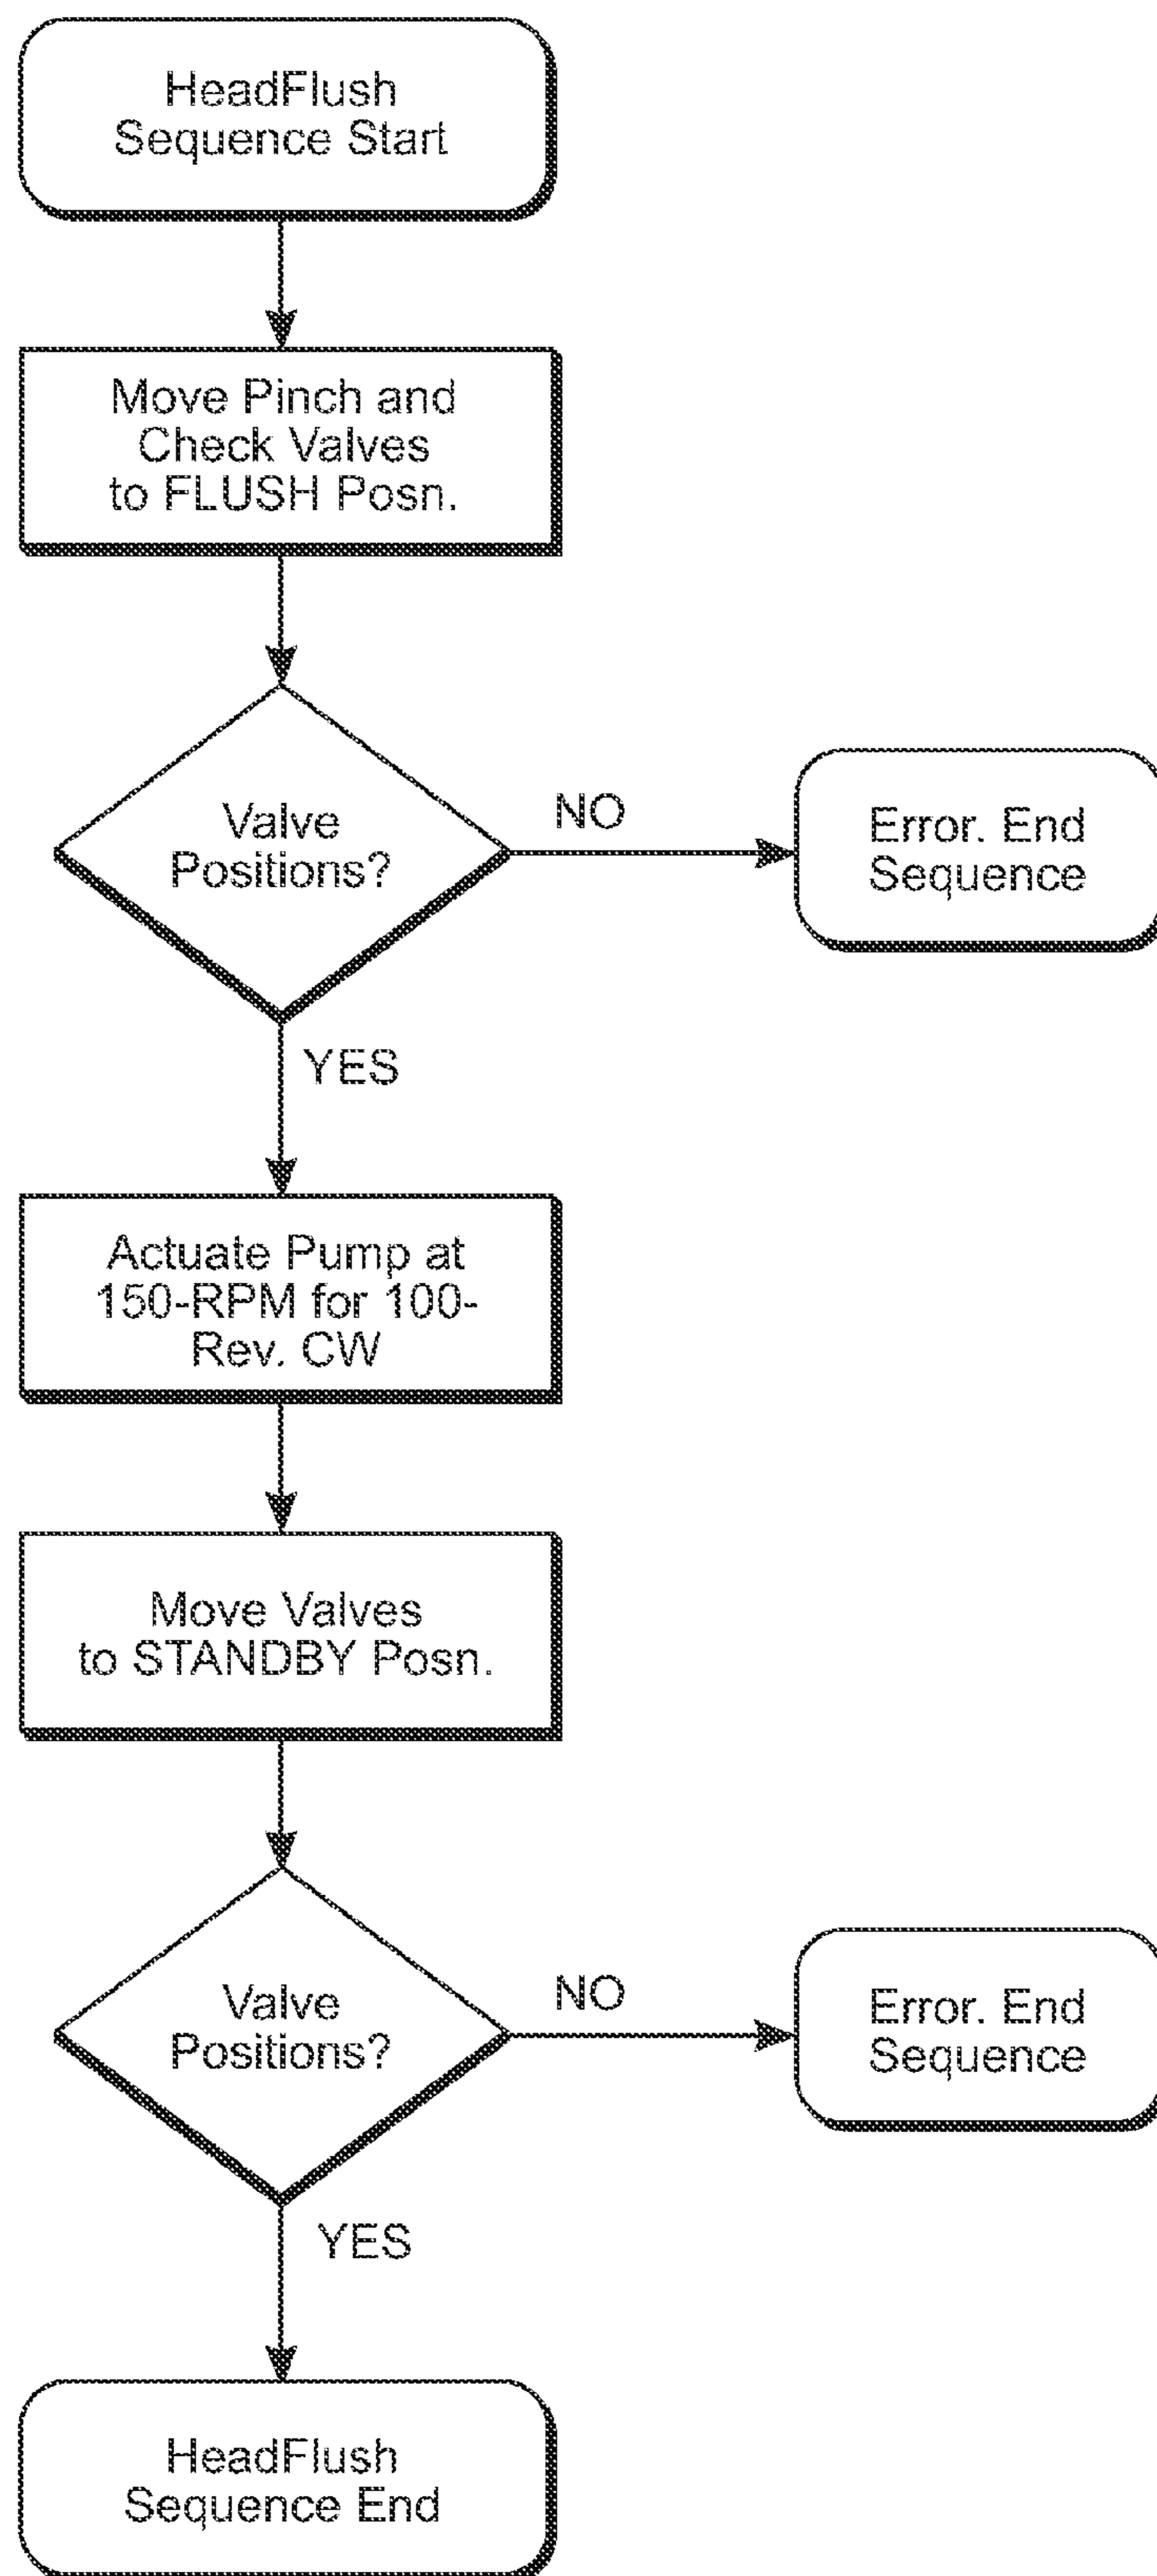 HeadFlush
Sequence Start
Move Pinch and
Check Valves
to FLUSH Posn.
Valve
Positions?
NO
Error. End
Sequence
YES
Actuate Pump at
150-RPM for 100-
Rev. CW
Move Valves
to STANDBY Posn.
Valve
Positions?
NO
Error. End
Sequence
YES
HeadFlush
Sequence End